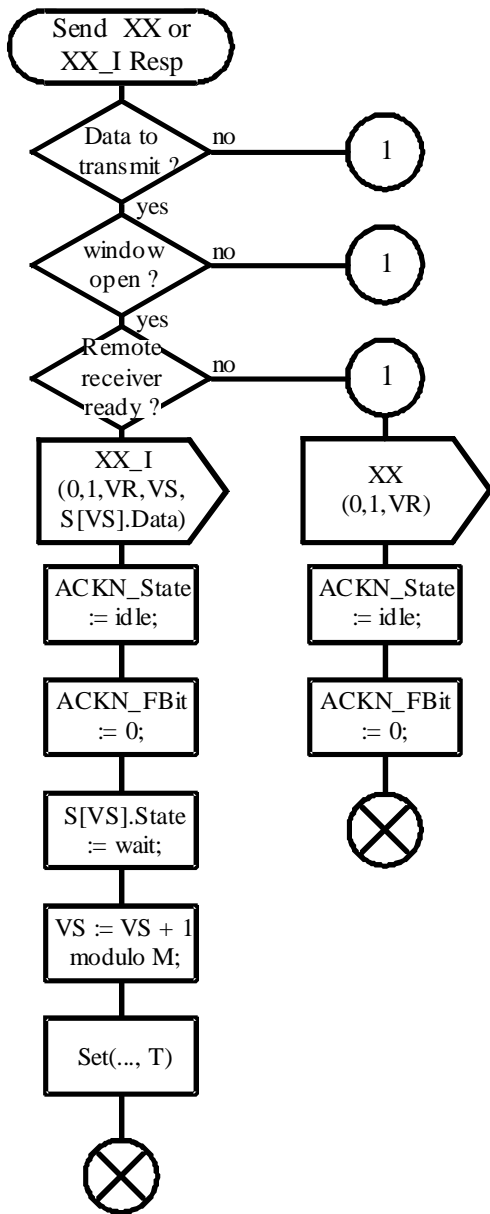 Send XX or
XX_I Resp
Data to
transmit ?
no
1
yes
window
open ?
no
1
yes
Remote
receiver
ready ?
no
1
XX_I
(0,1,VR,VS,
S[VS].Data)
XX
(0,1,VR)
ACKN_State
:= idle;
ACKN_State
:= idle;
ACKN_FBit
:= 0;
ACKN_FBit
:= 0;
S[VS].State
:= wait;
VS := VS + 1
modulo M;
Set(..., T)